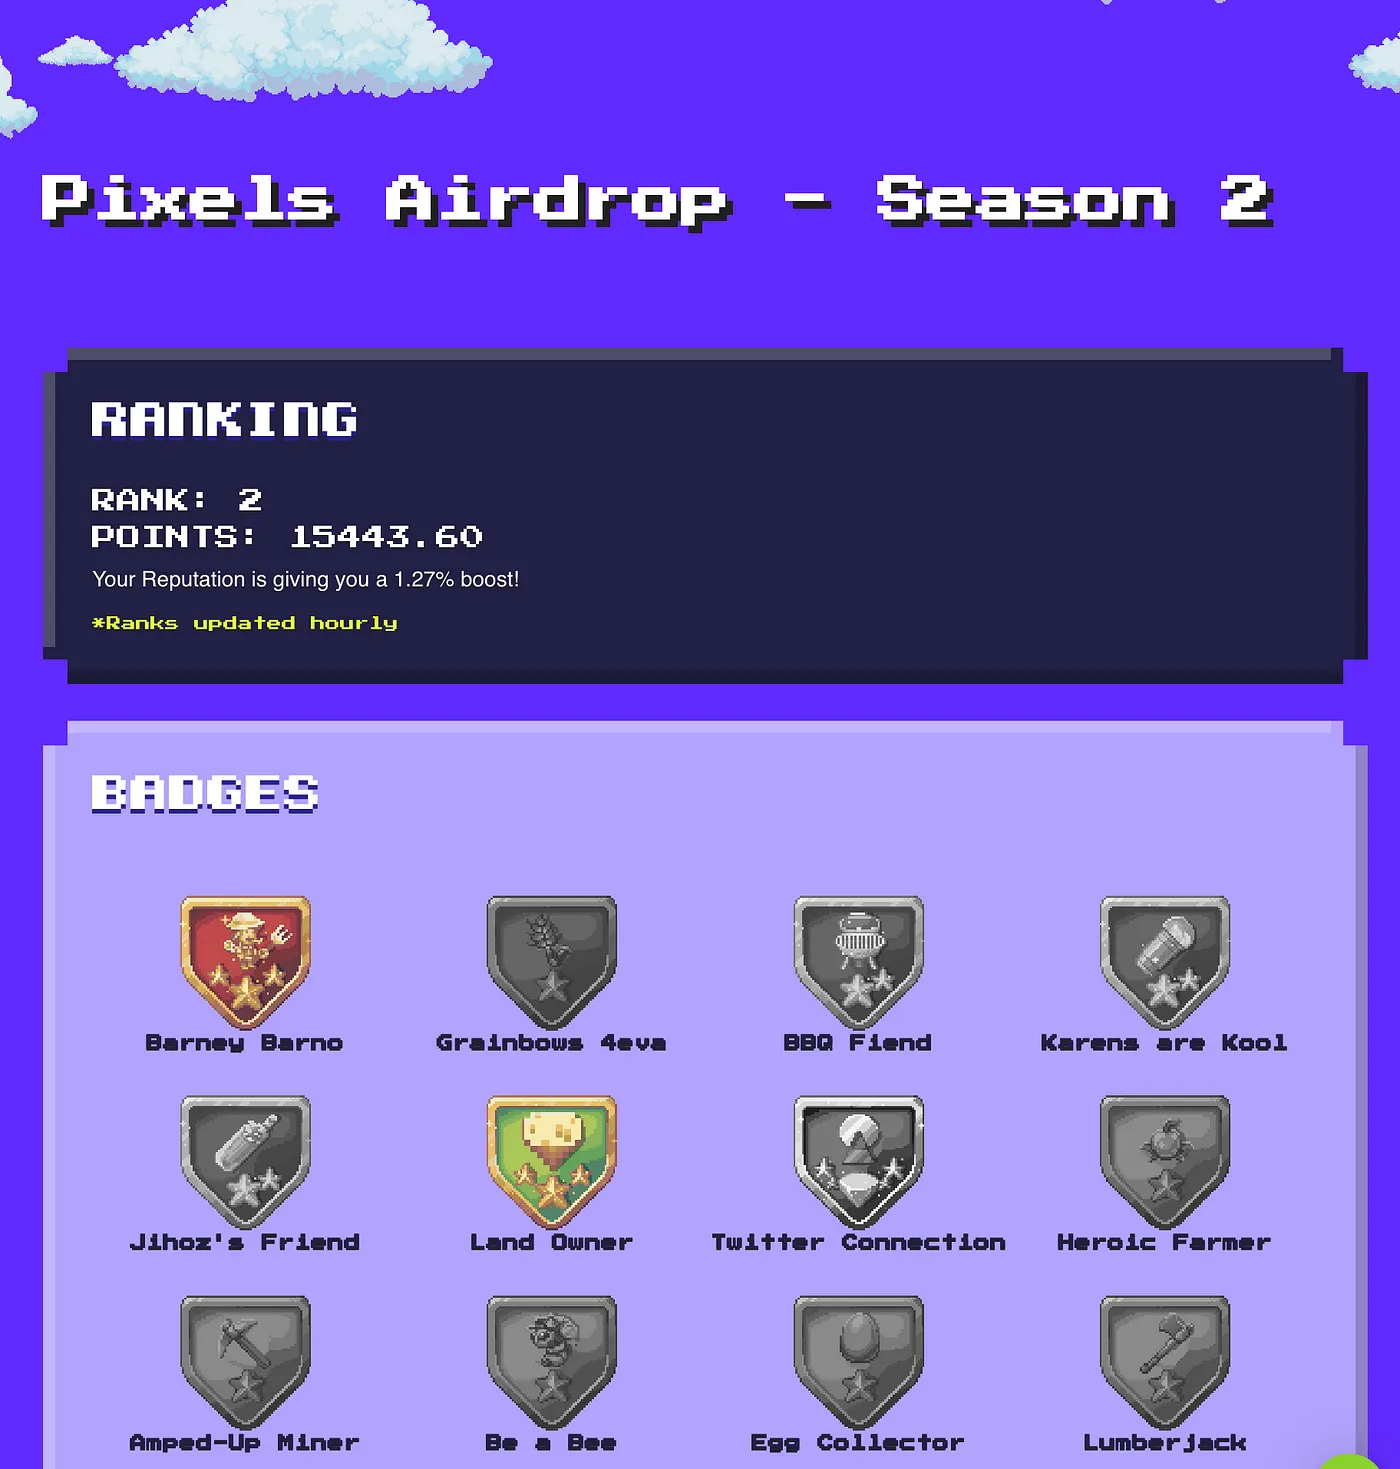 Pixels Airdrop - Season 2
RANKING
RANK: 2
POINTS: 15443.60
Your Reputation is giving you a 1.27% boost!
*Ranks updated hourly
BADGES
Barney Barno
Grainbows 4eva
BBQ Fiend
Karens are Kool
Jihoz's Friend
Land Owner
Twitter Connection
Heroic Farmer
Amped-Up Miner
Be a Bee
Egg Collector
Lumberjack